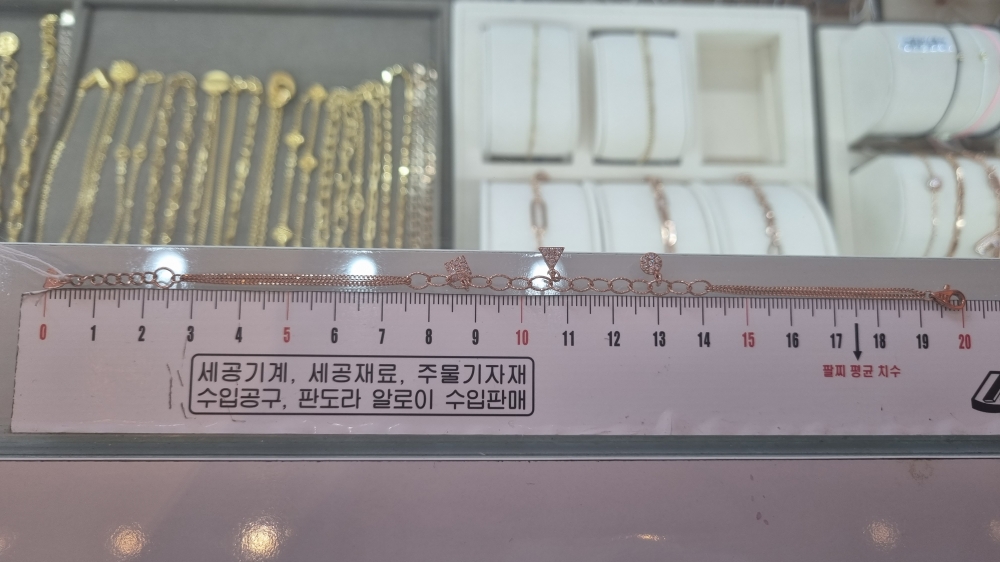 0 1 2 3 4 5 6 7 8 9 10 11 12 13 14 15 16 17 18 19 20
팔찌 평균 치수
세공기계, 세공재료, 주물기자재
수입공구, 판도라 알로이 수입판매